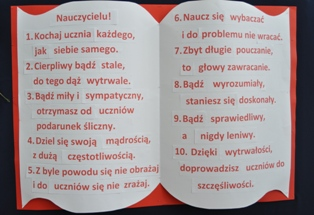 Nauczycielu!
1. Kochaj ucznia każdego,
jak siebie samego.
2. Cierpliwy bądź stale,
do tego dąż wytrwale.
3. Bądź miły i sympatyczny,
otrzymasz od uczniów
podarunek śliczny.
4. Dziel się swoją mądrością,
z dużą częstotliwością.
5. Z byle powodu się nie obrażaj
i do uczniów się nie zrażaj.
6. Naucz się wybaczać
i do problemu nie wracać.
7. Zbyt długie pouczanie,
to głowy zawracanie.
8. Bądź wyrozumiały,
staniesz się doskonały.
9. Bądź sprawiedliwy,
a nigdy leniwy.
10. Dzięki wytrwałości,
doprowadzisz uczniów do
szczęśliwości.